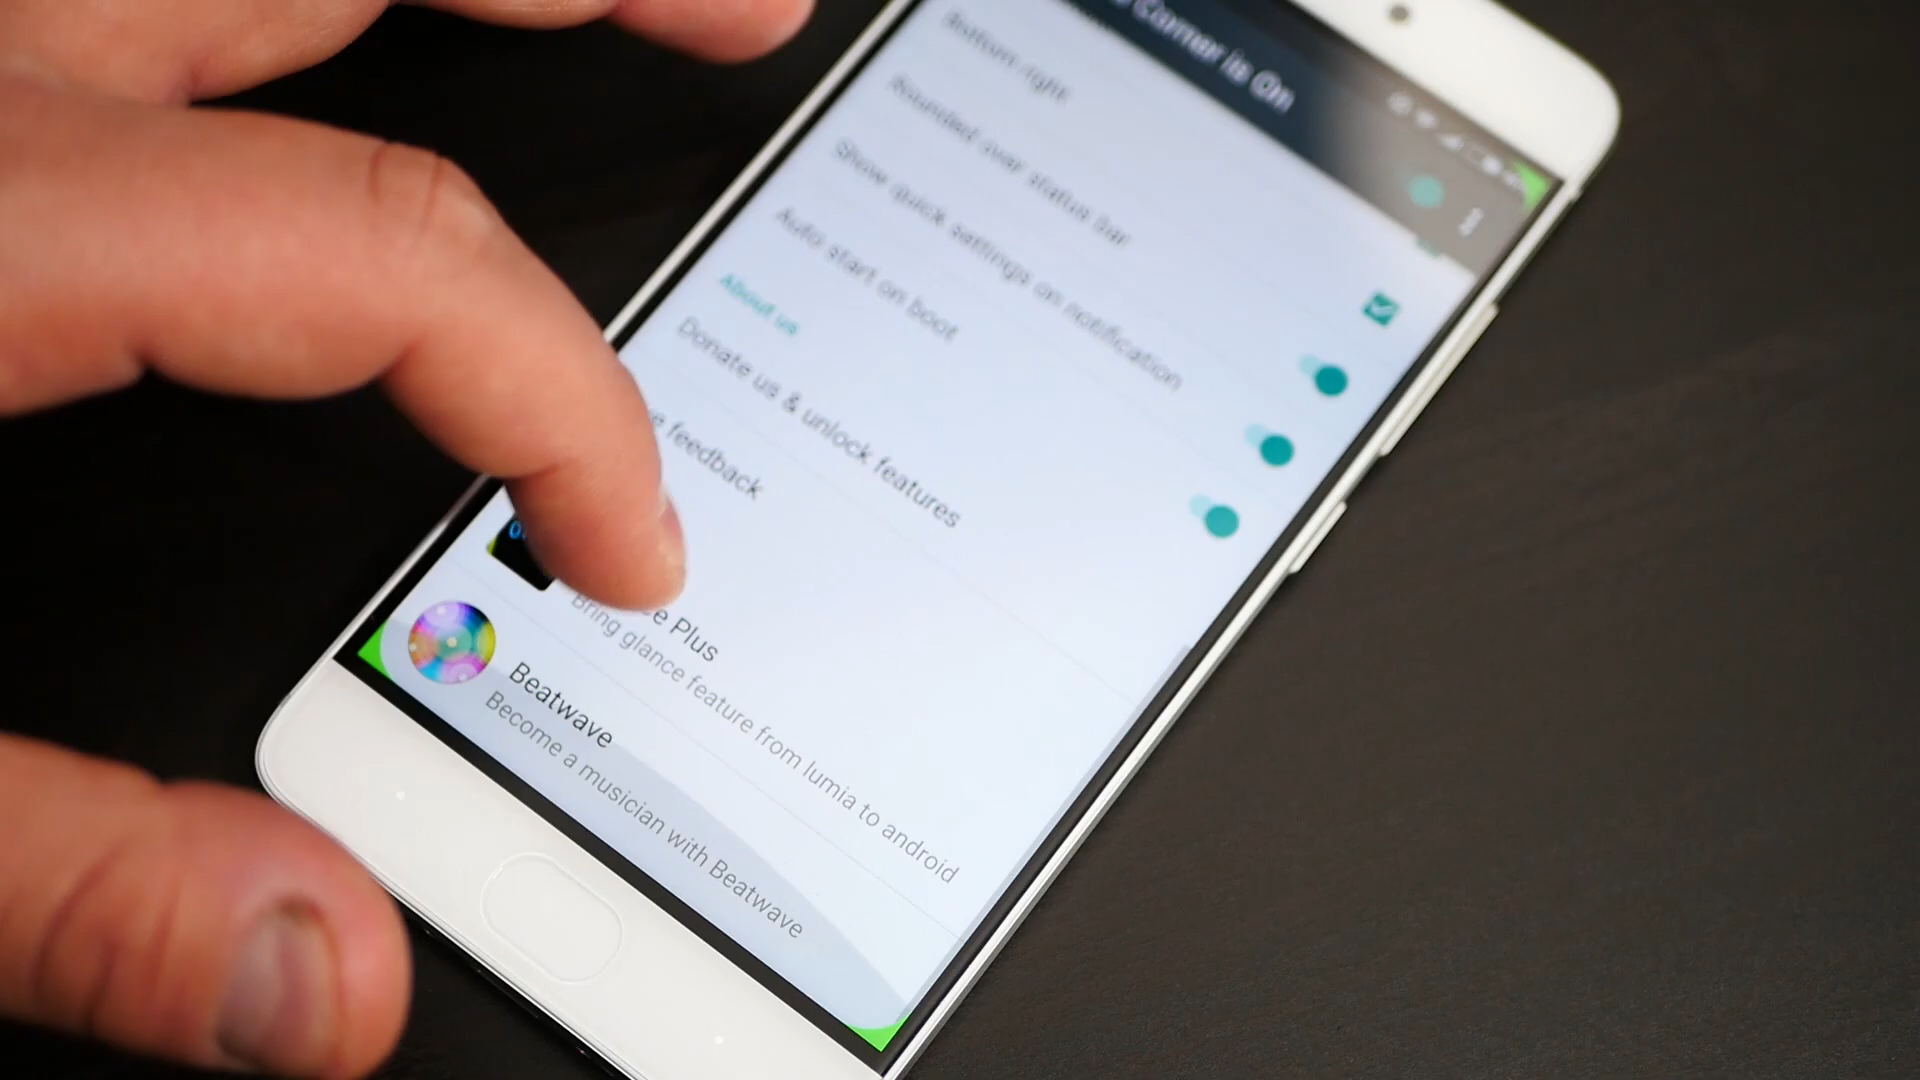 Corner is On
Bottom right
Rounded over status bar
Show quick settings on notification
Auto start on boot
About us
Donate us & unlock features
feedback
Plus
Bring glance feature from lumia to android
Beatwave
Become a musician with Beatwave